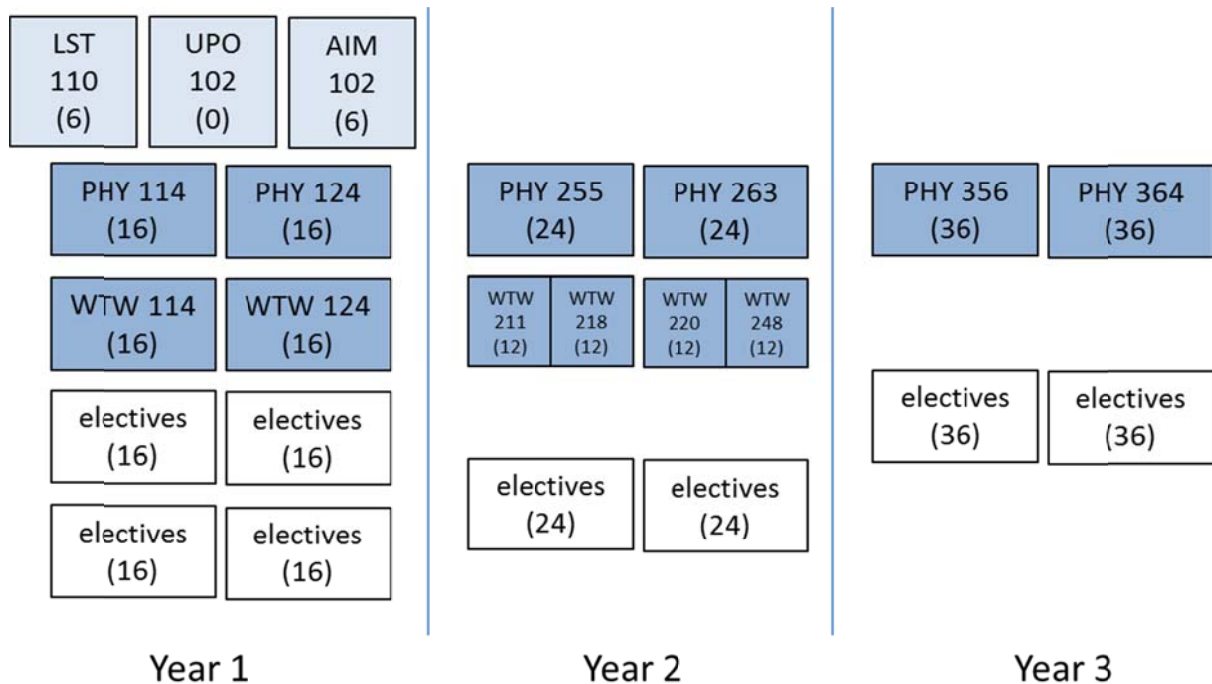 LST
110
(6)
UPO
102
(0)
AIM
102
(6)
PHY 114
(16)
PHY 124
(16)
WTW 114
(16)
WTW 124
(16)
electives
(16)
electives
(16)
electives
(16)
electives
(16)
Year 1
PHY 255
(24)
PHY 263
(24)
WTW
211
(12)
WTW
218
(12)
WTW
220
(12)
WTW
248
(12)
electives
(24)
electives
(24)
Year 2
PHY 356
(36)
PHY 364
(36)
electives
(36)
electives
(36)
Year 3